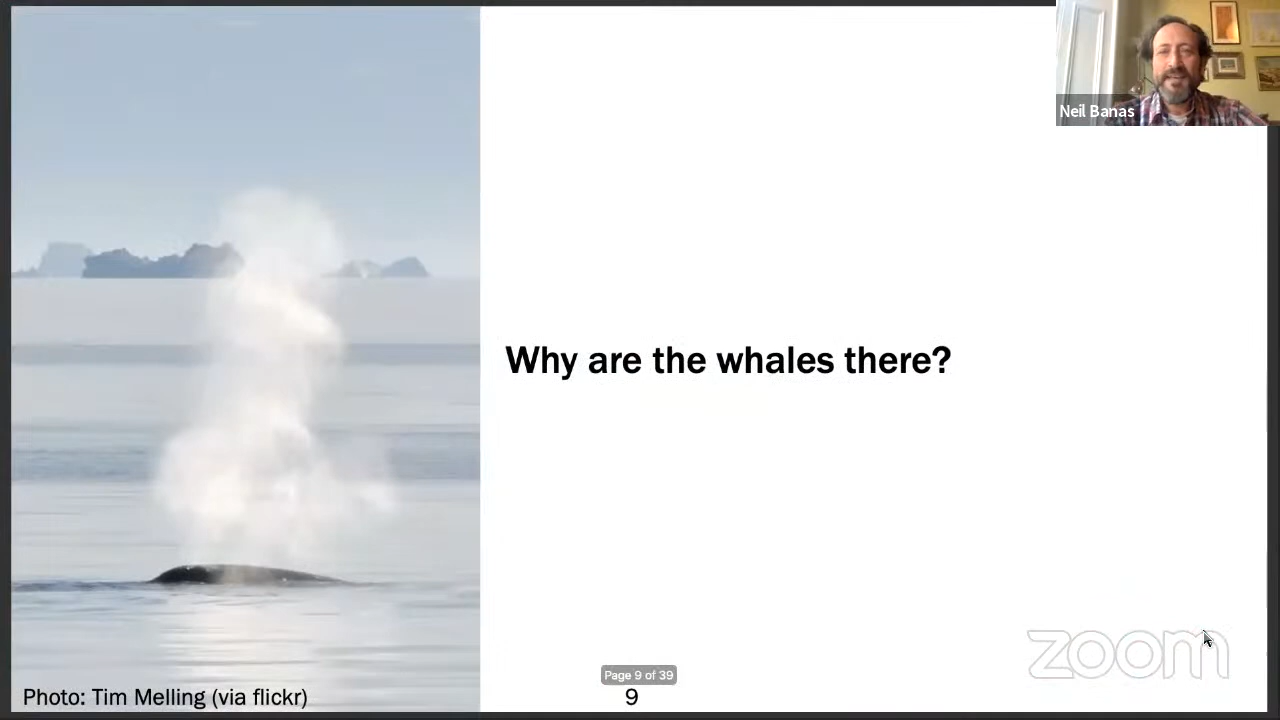 Neil Banas
Why are the whales there?
zoom
Page 9 of 39
Photo: Tim Melling (via flickr)
9